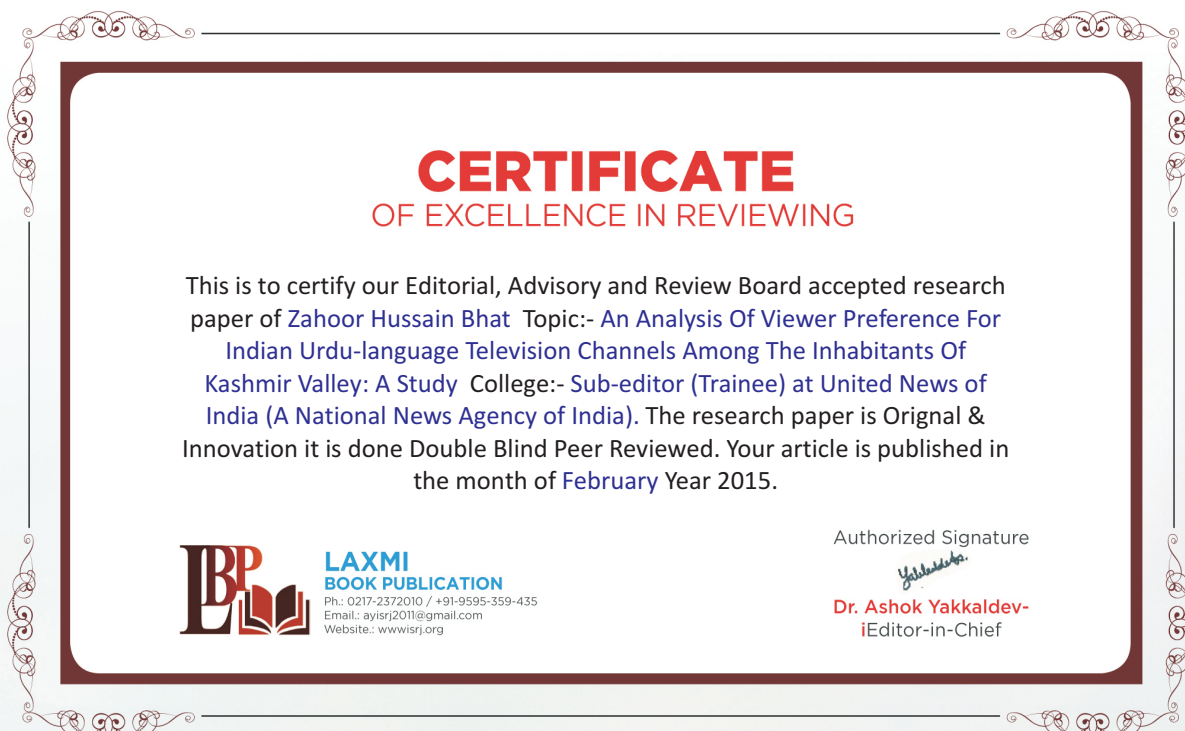 CERTIFICATE
OF EXCELLENCE IN REVIEWING
This is to certify our Editorial, Advisory and Review Board accepted research
paper of Zahoor Hussain Bhat Topic:- An Analysis Of Viewer Preference For
Indian Urdu-language Television Channels Among The Inhabitants Of
Kashmir Valley: A Study College:- Sub-editor (Trainee) at United News of
India (A National News Agency of India). The research paper is Orignal &
Innovation it is done Double Blind Peer Reviewed. Your article is published in
the month of February Year 2015.
LBP
LAXMI
BOOK PUBLICATION
Ph.: 0217-2372010 / +91-9595-359-435
Email.: ayisrj2011@gmail.com
Website.: wwwisrj.org
Authorized Signature
Dr. Ashok Yakkaldev-
iEditor-in-Chief